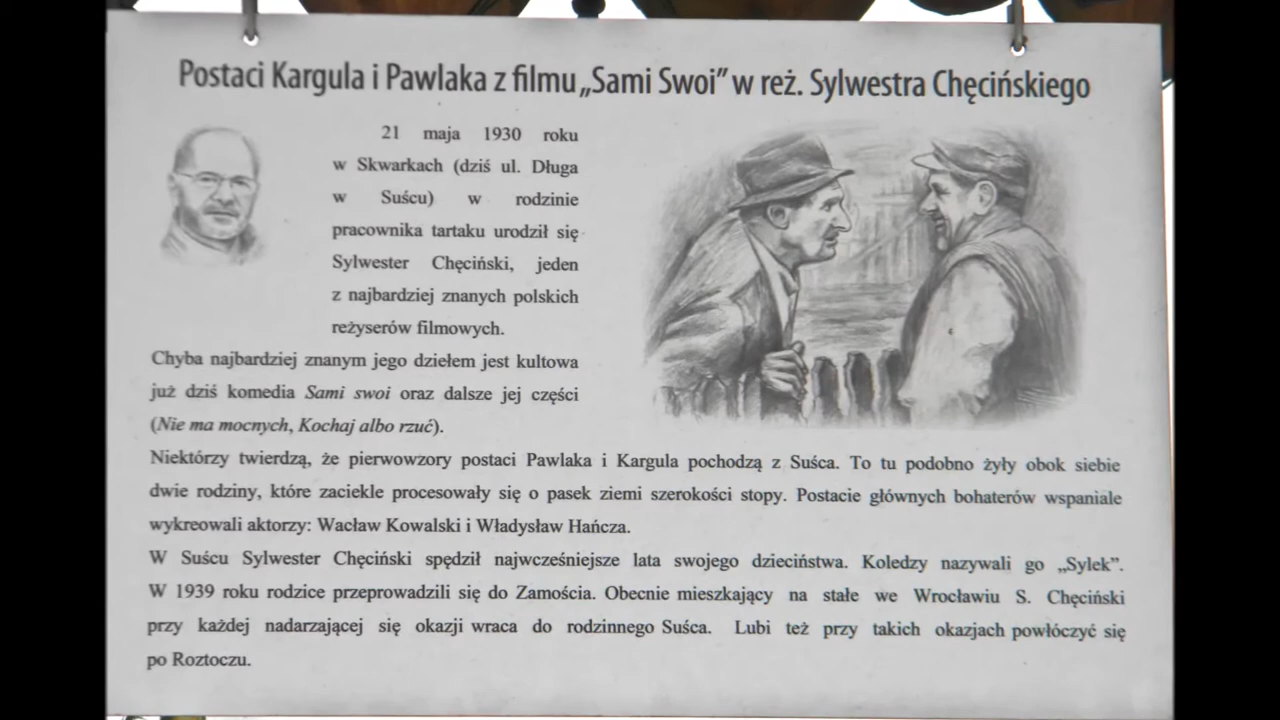 Postaci Kargula i Pawlaka z filmu „Sami Swoi” w reż. Sylwestra Chęcińskiego
21 maja 1930 roku
w Skwarkach (dziś ul. Długa
w Suścu) w rodzinie
pracownika tartaku urodził się
Sylwester Chęciński, jeden
z najbardziej znanych polskich
reżyserów filmowych.
Chyba najbardziej znanym jego dziełem jest kultowa
już dziś komedia Sami swoi oraz dalsze jej części
(Nie ma mocnych, Kochaj albo rzuć).
Niektórzy twierdzą, że pierwowzory postaci Pawlaka i Kargula pochodzą z Suśca. To tu podobno żyły obok siebie
dwie rodziny, które zaciekle procesowały się o pasek ziemi szerokości stopy. Postacie głównych bohaterów wspaniale
wykreowali aktorzy: Wacław Kowalski i Władysław Hańcza.
W Suścu Sylwester Chęciński spędził najwcześniejsze lata swojego dzieciństwa. Koledzy nazywali go „Sylek”.
W 1939 roku rodzice przeprowadzili się do Zamościa. Obecnie mieszkający na stałe we Wrocławiu S. Chęciński
przy każdej nadarzającej się okazji wraca do rodzinnego Suśca. Lubi też przy takich okazjach powłóczyć się
po Roztoczu.